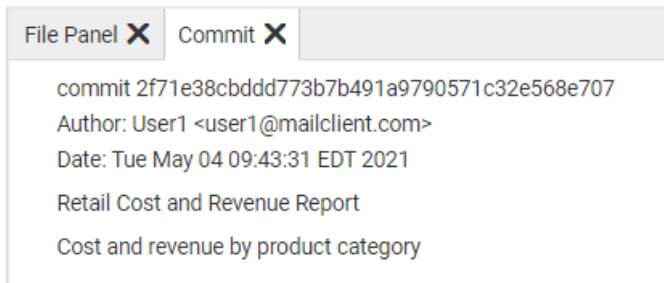 File Panel Commit
commit 2f71e38cbddd773b7b491a9790571c32e568e707
Author: User1 <user1@mailclient.com>
Date: Tue May 04 09:43:31 EDT 2021
Retail Cost and Revenue Report
Cost and revenue by product category